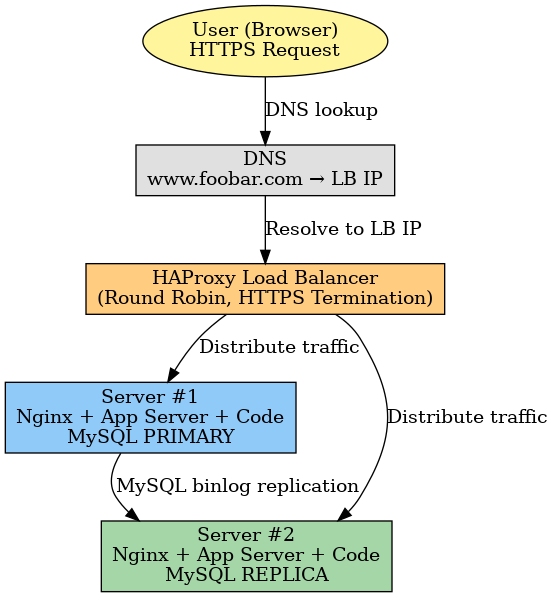 User (Browser)
HTTPS Request
DNS lookup
DNS
www.foobar.com → LB IP
Resolve to LB IP
HAProxy Load Balancer
(Round Robin, HTTPS Termination)
Distribute traffic
Server #1
Nginx + App Server + Code
MySQL PRIMARY
Distribute traffic
MySQL binlog replication
Server #2
Nginx + App Server + Code
MySQL REPLICA